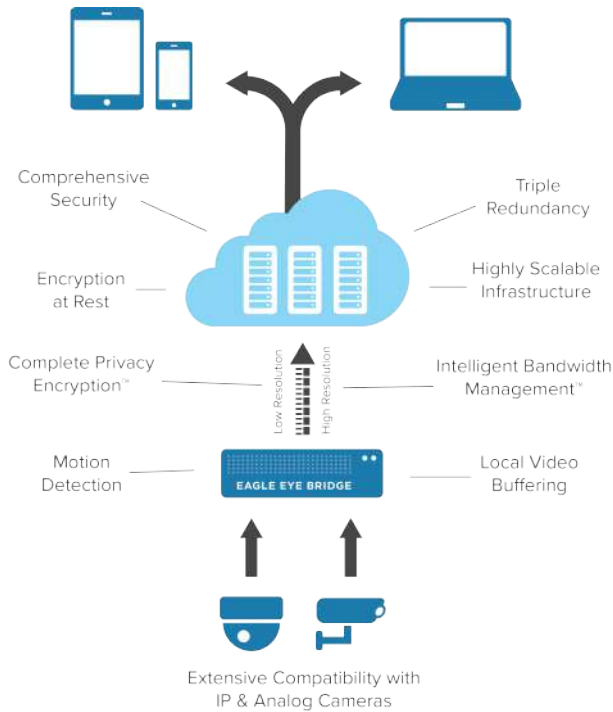 Comprehensive
Security
Triple
Redundancy
Encryption
at Rest
Highly Scalable
Infrastructure
Complete Privacy
Encryption™
Low Resolution
High Resolution
Intelligent Bandwidth
Management™
Motion
Detection
EAGLE EYE BRIDGE
Local Video
Buffering
Extensive Compatibility with
IP & Analog Cameras